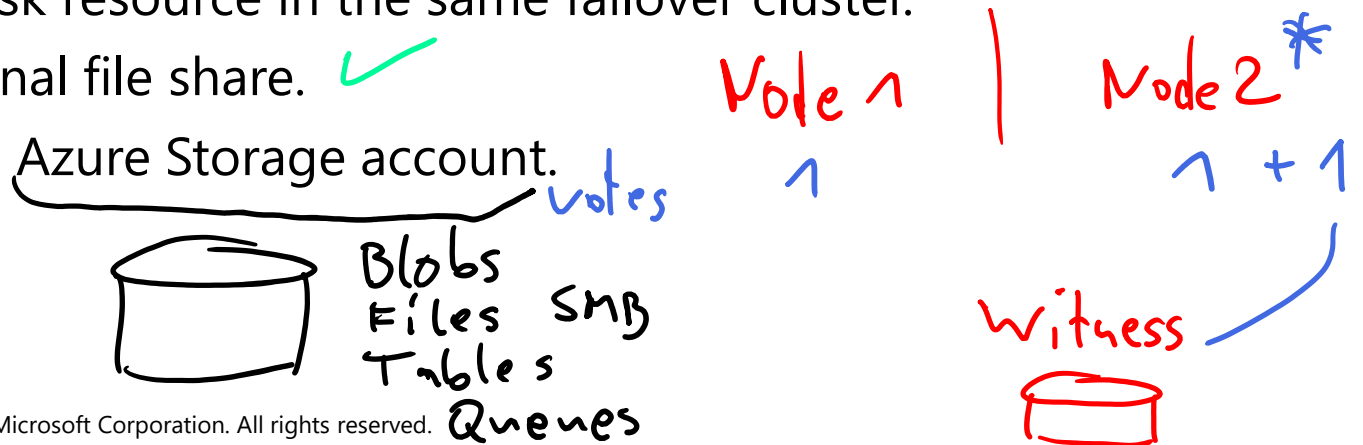 sk resource in the same failover cluster.
nal file share.
Node 1 Node 2 *
Azure Storage account.
votes 1 1 + 1
Blobs
Files SMB
Witness
Tables
Microsoft Corporation. All rights reserved.
Queues